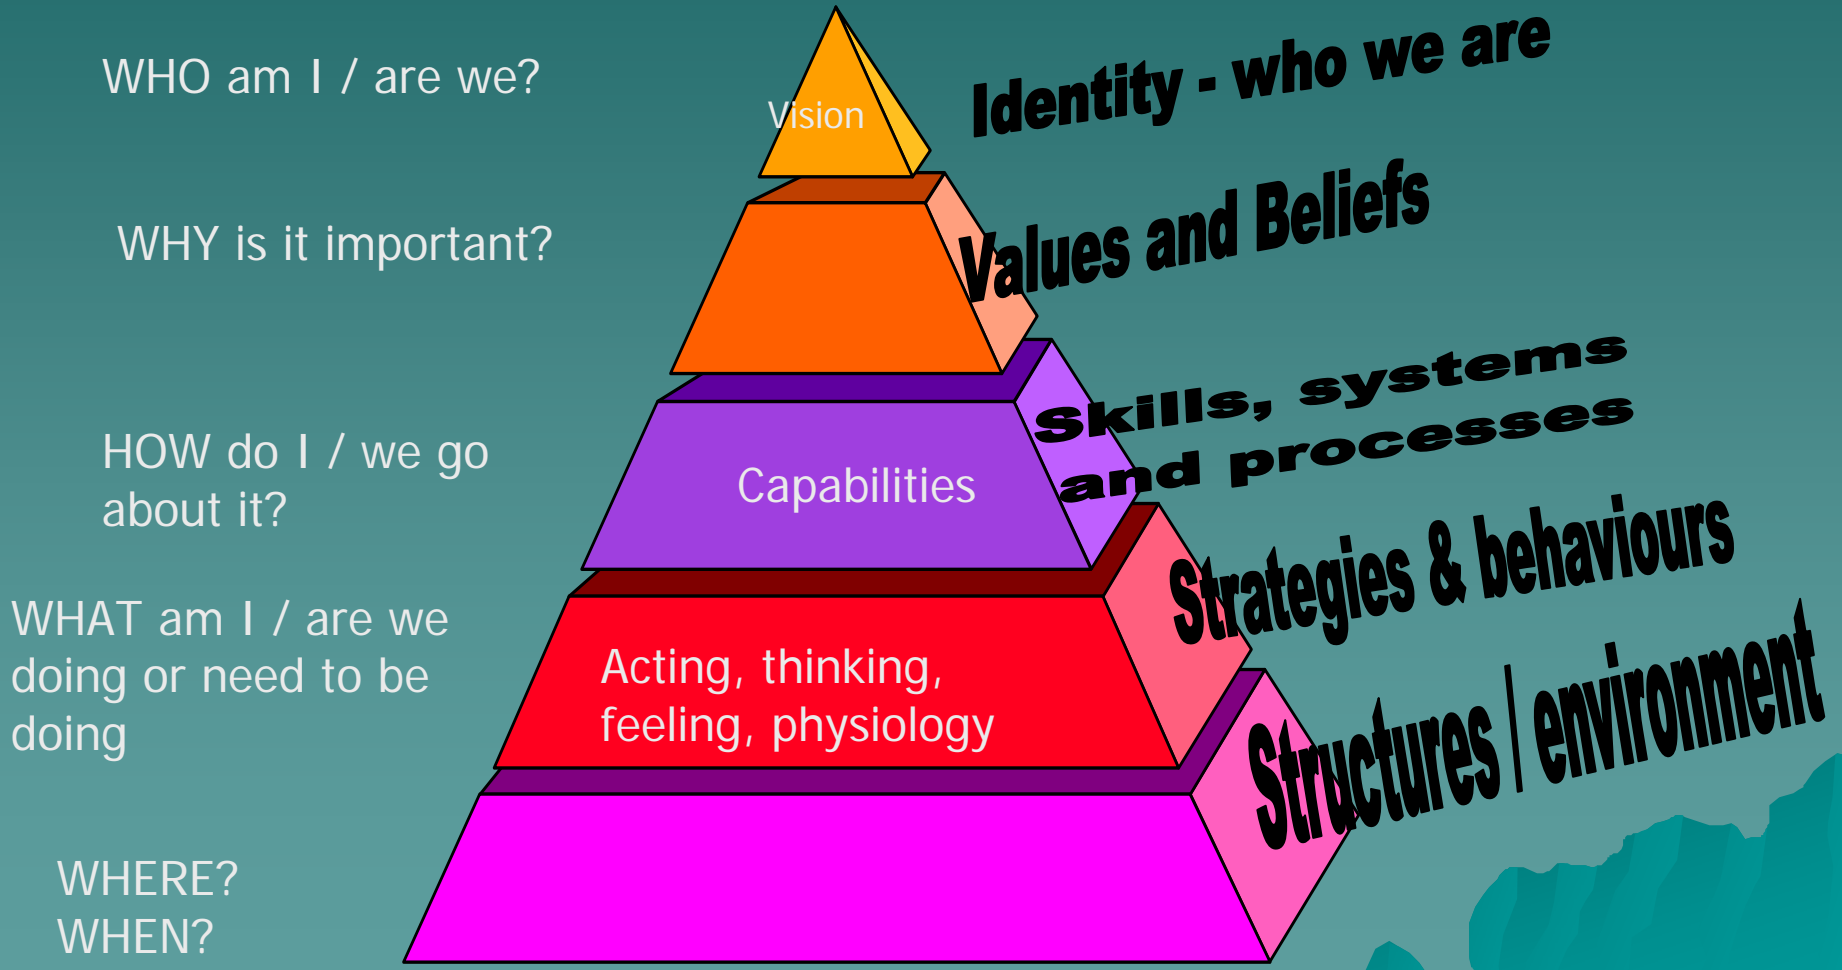 WHO am I / are we?
Vision
Identity - who we are
WHY is it important?
Values and Beliefs
HOW do I / we go
about it?
Capabilities
Skills, systems
and processes
WHAT am I / are we
doing or need to be
doing
Acting, thinking,
feeling, physiology
Strategies & behaviours
WHERE?
WHEN?
Structures / environment